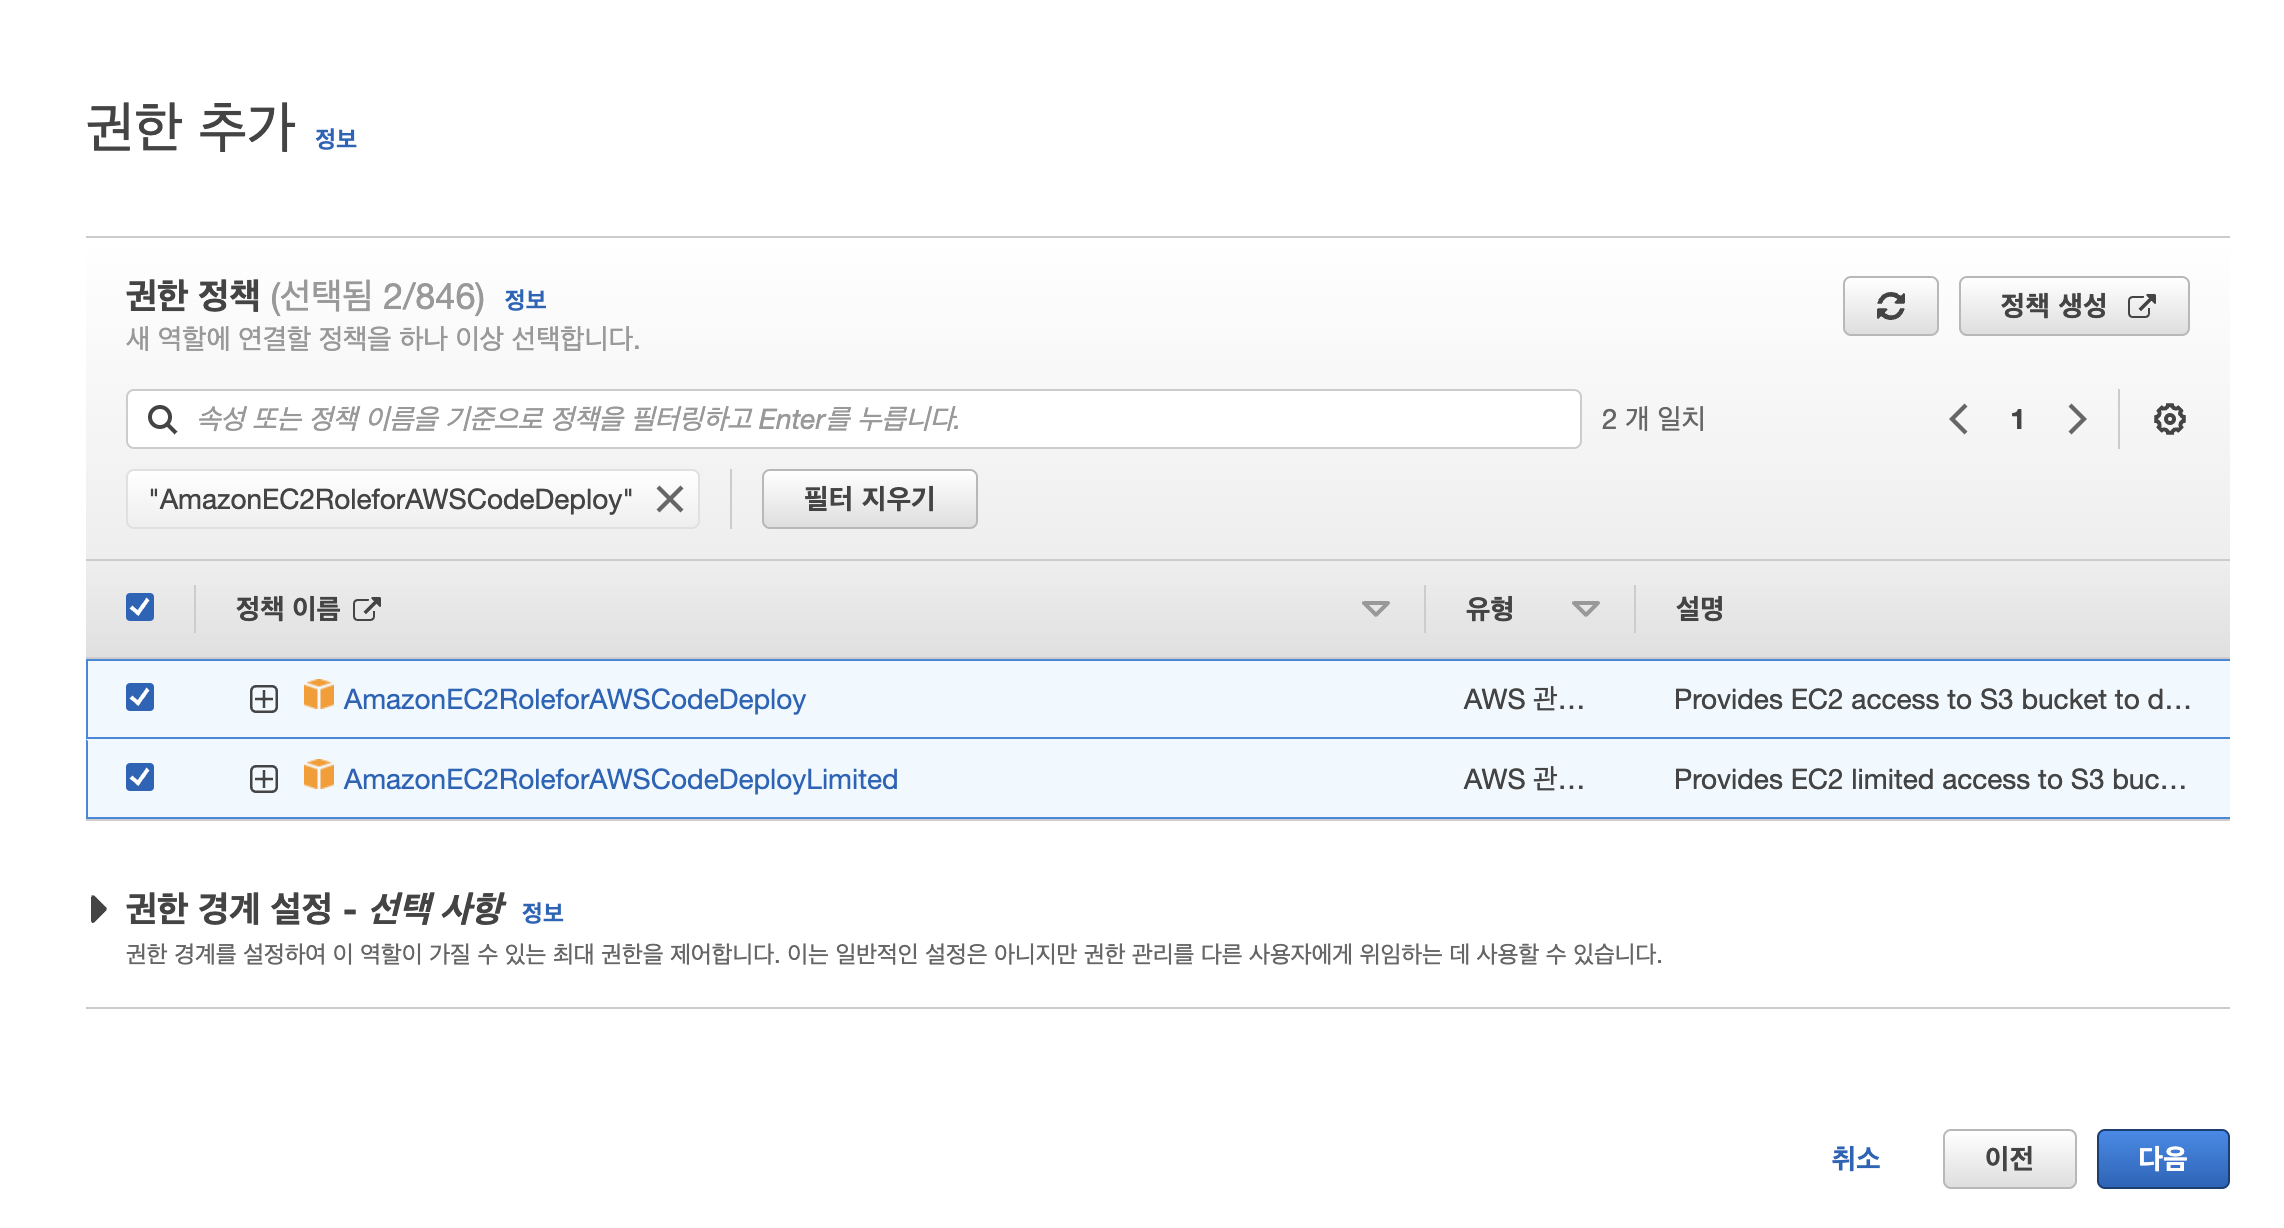 권한 추가 정보
권한 정책 (선택됨 2/846) 정보
새 역할에 연결할 정책을 하나 이상 선택합니다.
정책 생성
속성 또는 정책 이름을 기준으로 정책을 필터링하고 Enter를 누릅니다.
2 개 일치
1
"AmazonEC2RoleforAWSCodeDeploy"
필터 지우기
정책 이름 유형 설명
AmazonEC2RoleforAWSCodeDeploy AWS 관... Provides EC2 access to S3 bucket to d...
AmazonEC2RoleforAWSCodeDeployLimited AWS 관... Provides EC2 limited access to S3 buc...
권한 경계 설정 - 선택 사항 정보
권한 경계를 설정하여 이 역할이 가질 수 있는 최대 권한을 제어합니다. 이는 일반적인 설정은 아니지만 권한 관리를 다른 사용자에게 위임하는 데 사용할 수 있습니다.
취소 이전 다음